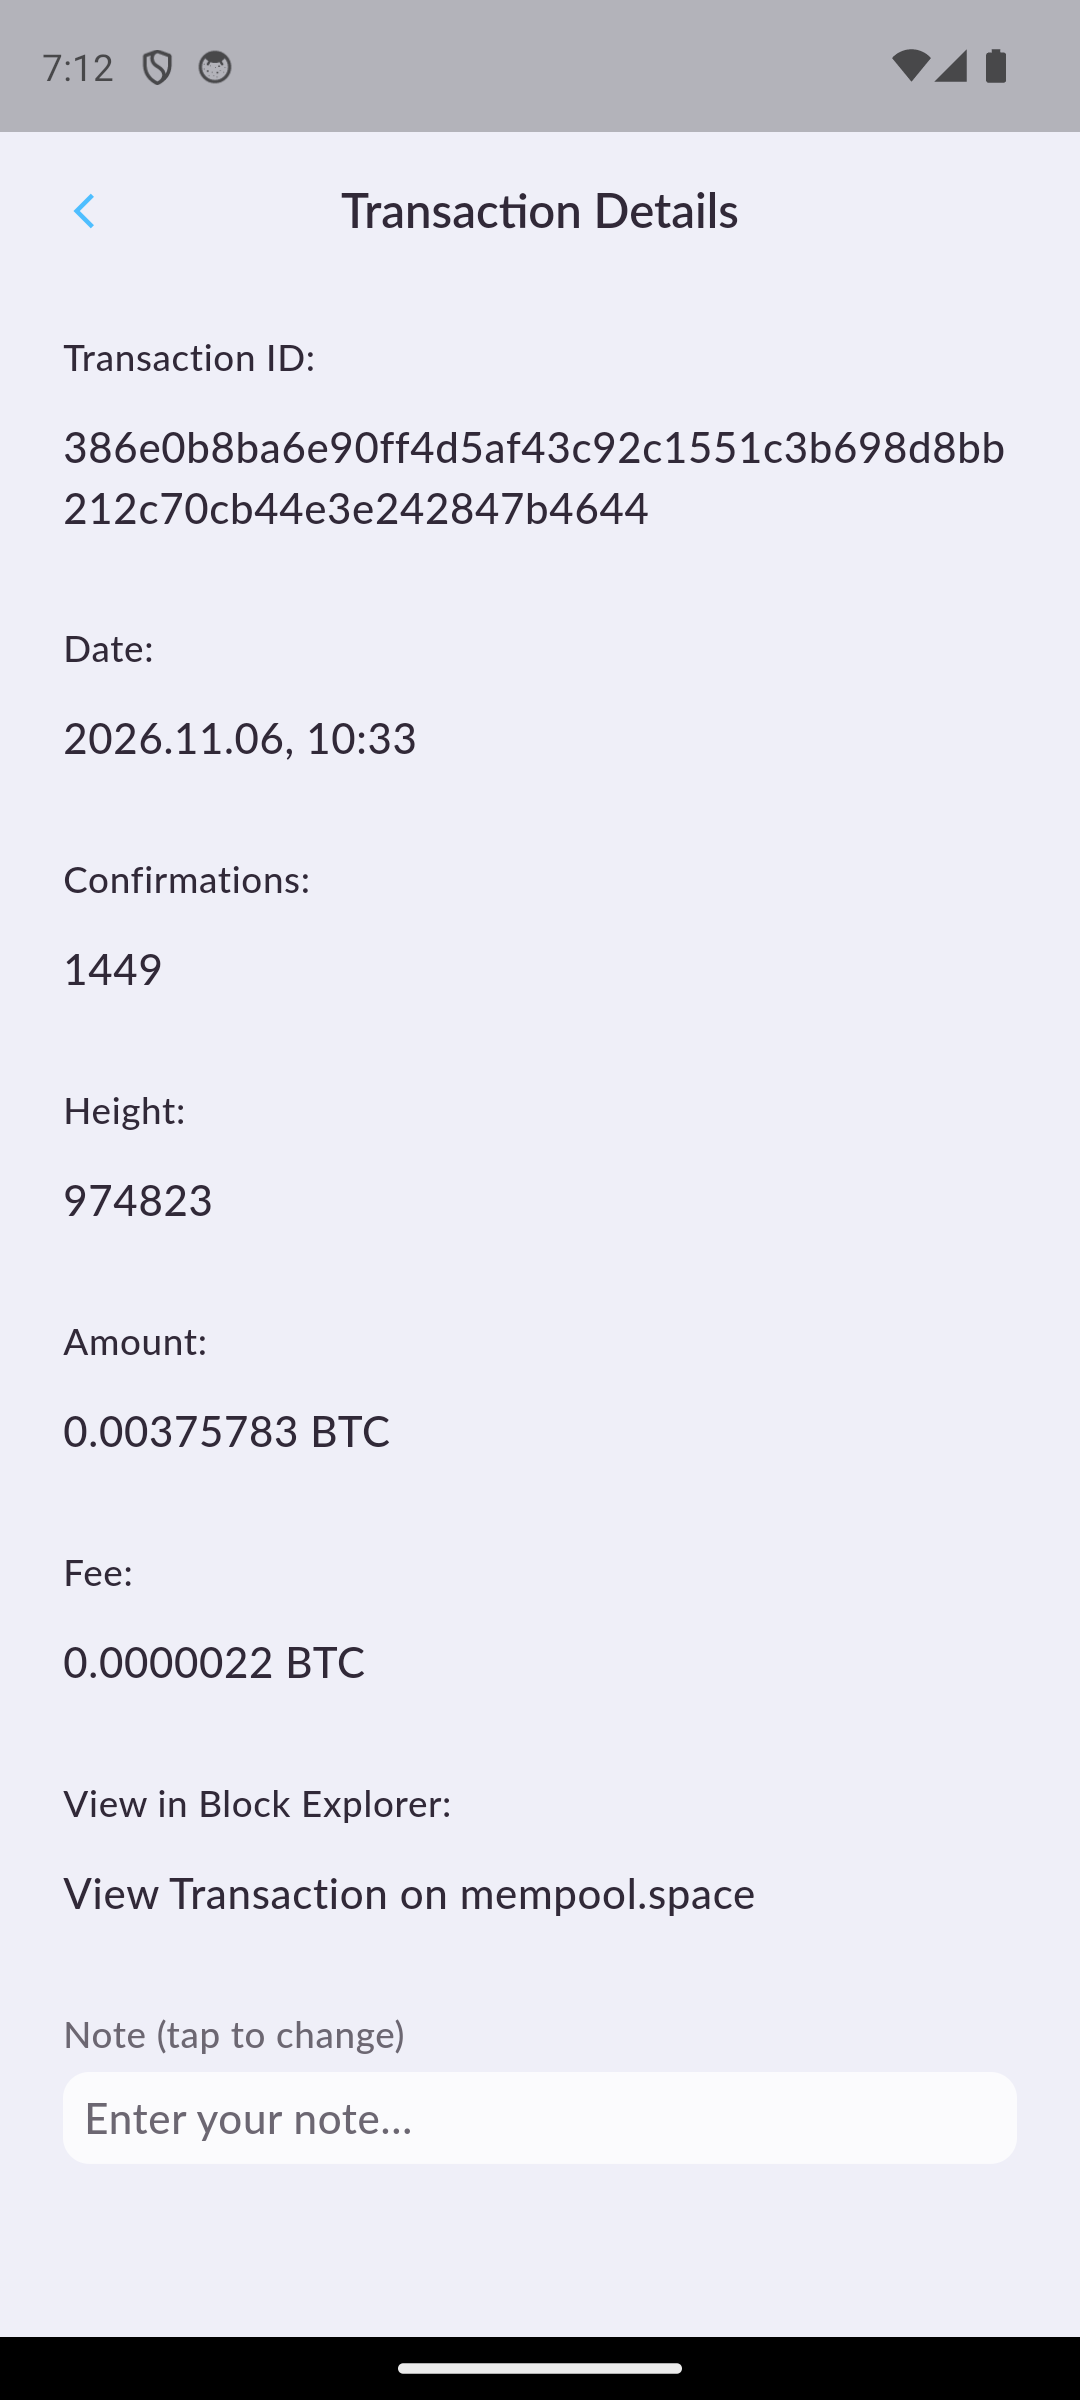 7:12
Transaction Details
Transaction ID:
386e0b8ba6e90ff4d5af43c92c1551c3b698d8bb
212c70cb44e3e242847b4644
Date:
2026.11.06, 10:33
Confirmations:
1449
Height:
974823
Amount:
0.00375783 BTC
Fee:
0.0000022 BTC
View in Block Explorer:
View Transaction on mempool.space
Note (tap to change)
Enter your note...